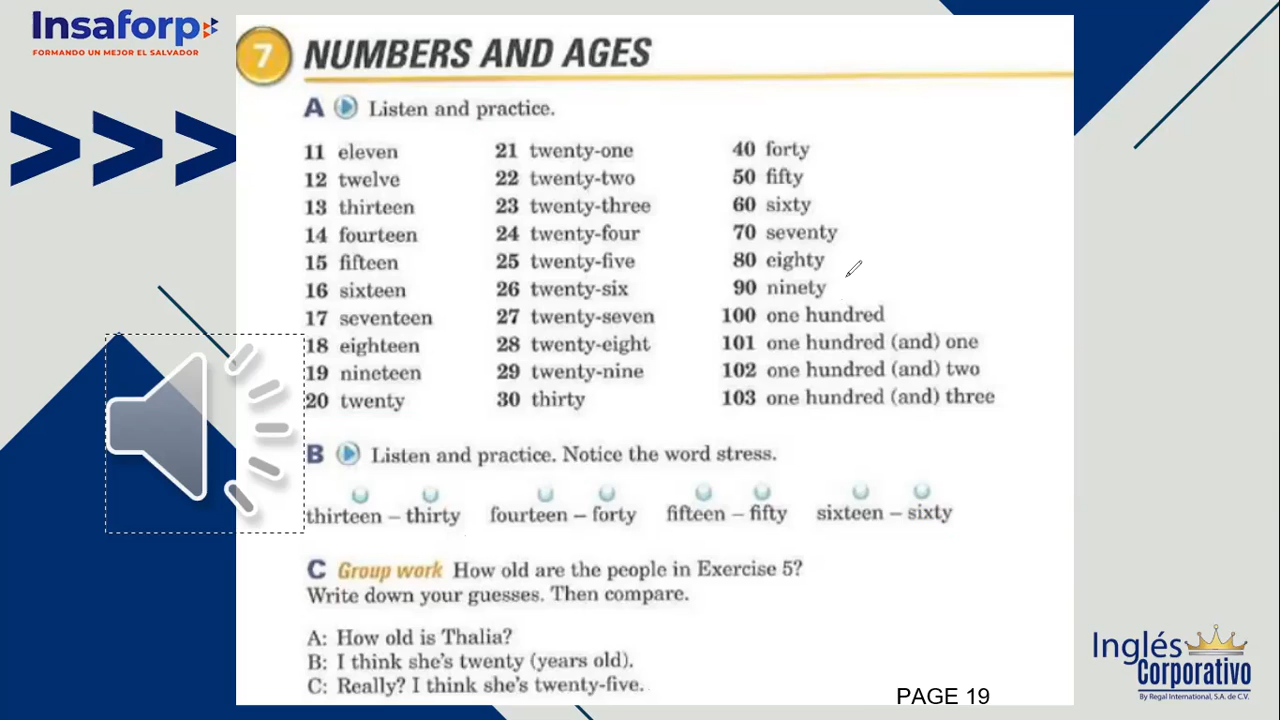 Insaforp
FORMANDO UN MEJOR EL SALVADOR
7 NUMBERS AND AGES
A Listen and practice.
11 eleven
12 twelve
13 thirteen
14 fourteen
15 fifteen
16 sixteen
17 seventeen
18 eighteen
19 nineteen
20 twenty
21 twenty-one
22 twenty-two
23 twenty-three
24 twenty-four
25 twenty-five
26 twenty-six
27 twenty-seven
28 twenty-eight
29 twenty-nine
30 thirty
40 forty
50 fifty
60 sixty
70 seventy
80 eighty
90 ninety
100 one hundred
101 one hundred (and) one
102 one hundred (and) two
103 one hundred (and) three
B Listen and practice. Notice the word stress.
thirteen – thirty fourteen – forty fifteen – fifty sixteen – sixty
C Group work How old are the people in Exercise 5?
Write down your guesses. Then compare.
A: How old is Thalia?
B: I think she's twenty (years old).
C: Really? I think she's twenty-five.
PAGE 19
Inglés
Corporativo
By Regal International, S.A. de C.V.